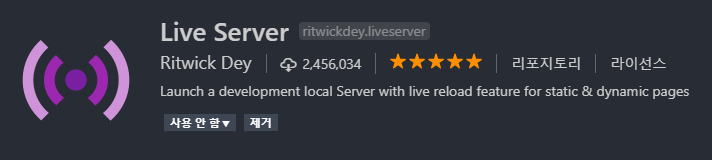 Live Server ritwickdey.liveserver
Ritwick Dey 2,456,034 리포지토리 라이선스
Launch a development local Server with live reload feature for static & dynamic pages
사용 안 함▼ 제거